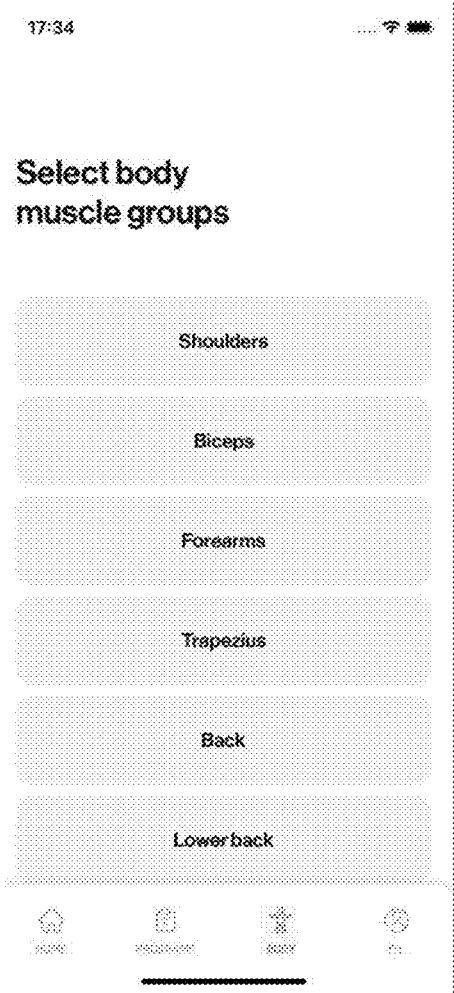 17:34
Select body
muscle groups
Shoulders
Biceps
Forearms
Trapezius
Back
Lower back